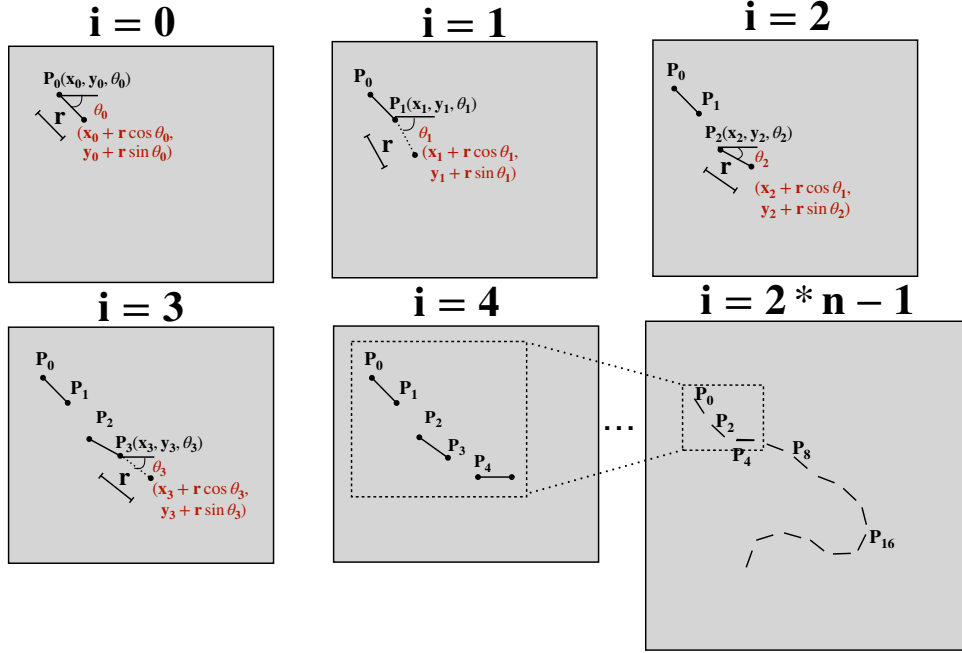 i = 0
P₀(x₀, y₀, θ₀)
θ₀
r
(x₀ + r cos θ₀,
y₀ + r sin θ₀)
i = 1
P₀
P₁(x₁, y₁, θ₁)
θ₁
r
(x₁ + r cos θ₁,
y₁ + r sin θ₁)
i = 2
P₀
P₁
P₂(x₂, y₂, θ₂)
θ₂
r
(x₂ + r cos θ₁,
y₂ + r sin θ₂)
i = 3
P₀
P₁
P₂
P₃(x₃, y₃, θ₃)
θ₃
r
(x₃ + r cos θ₃,
y₃ + r sin θ₃)
i = 4
P₀
P₁
P₂
P₃
P₄
...
i = 2 * n − 1
P₀
P₂
P₄
P₈
P₁₆